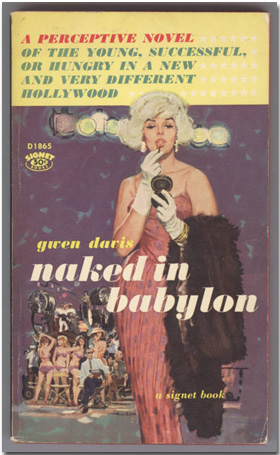 A PERCEPTIVE NOVEL
OF THE YOUNG, SUCCESSFUL,
OR HUNGRY IN A NEW
AND VERY DIFFERENT
HOLLYWOOD
D1865
SIGNET
50¢
BOOKS
gwen davis
naked in
babylon
a signet book